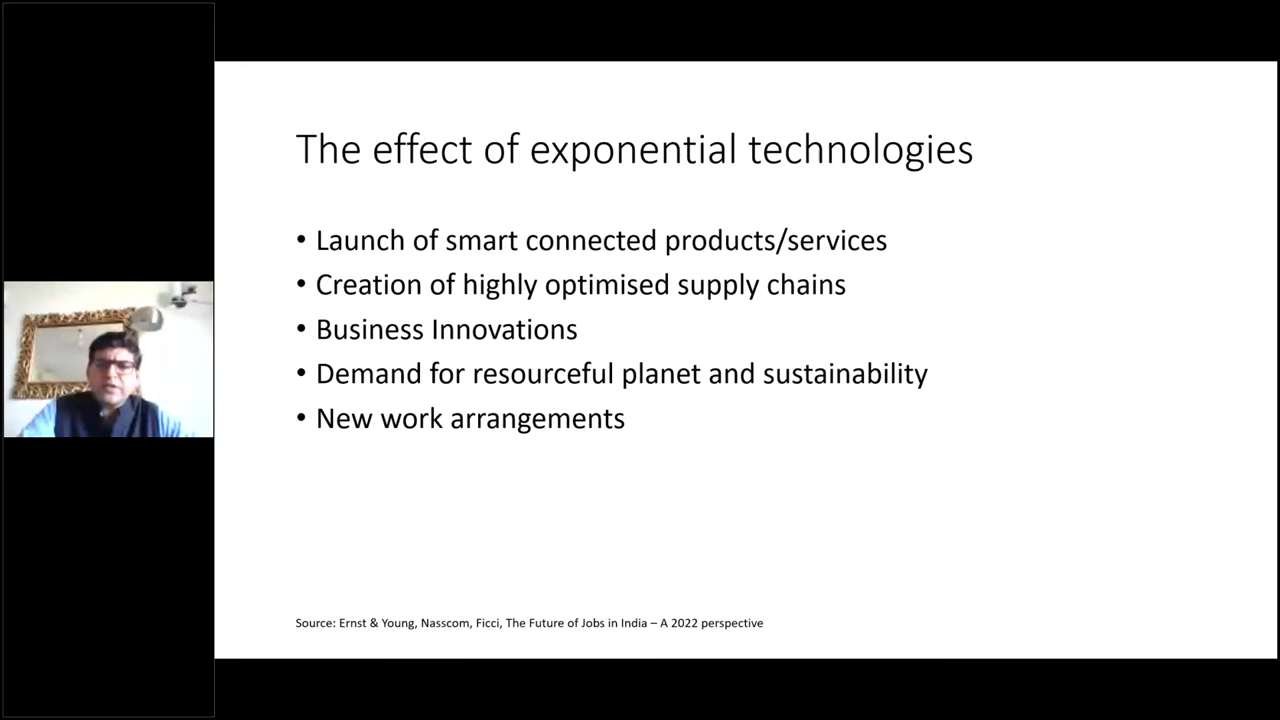 The effect of exponential technologies
• Launch of smart connected products/services
• Creation of highly optimised supply chains
• Business Innovations
• Demand for resourceful planet and sustainability
• New work arrangements
Source: Ernst & Young, Nasscom, Ficci, The Future of Jobs in India – A 2022 perspective